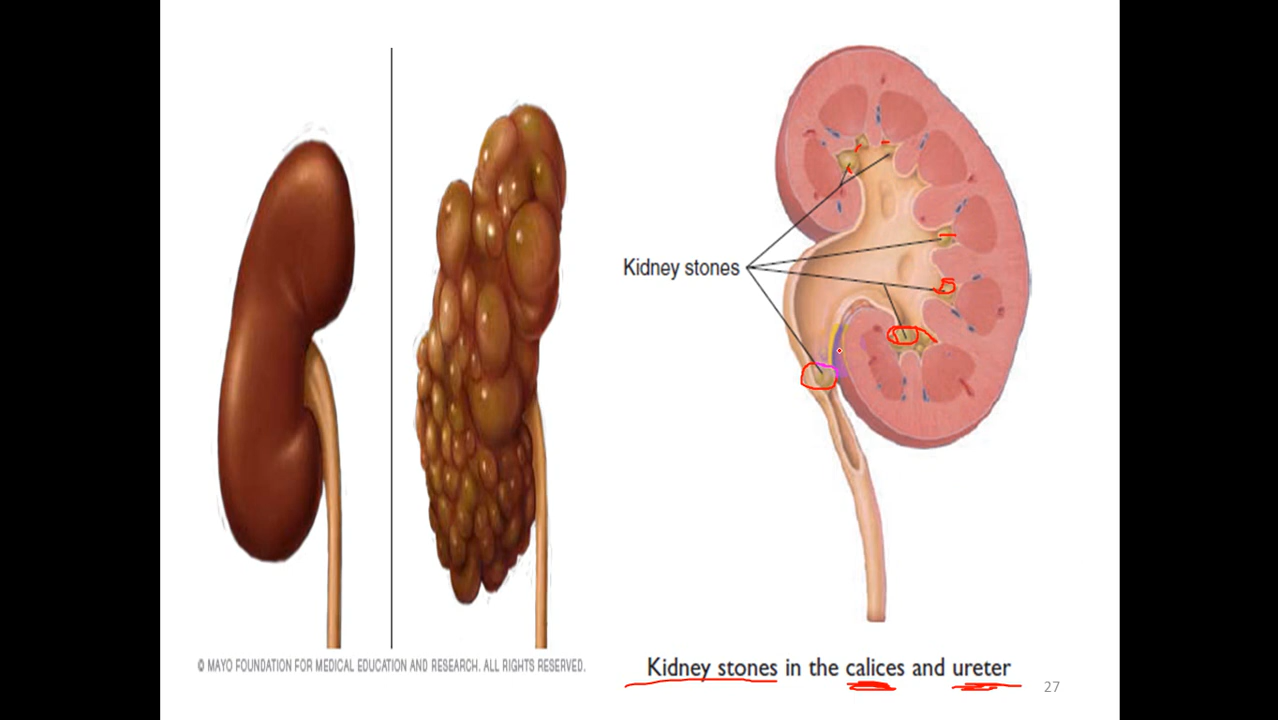 Kidney stones
© MAYO FOUNDATION FOR MEDICAL EDUCATION AND RESEARCH. ALL RIGHTS RESERVED.
Kidney stones in the calices and ureter
27